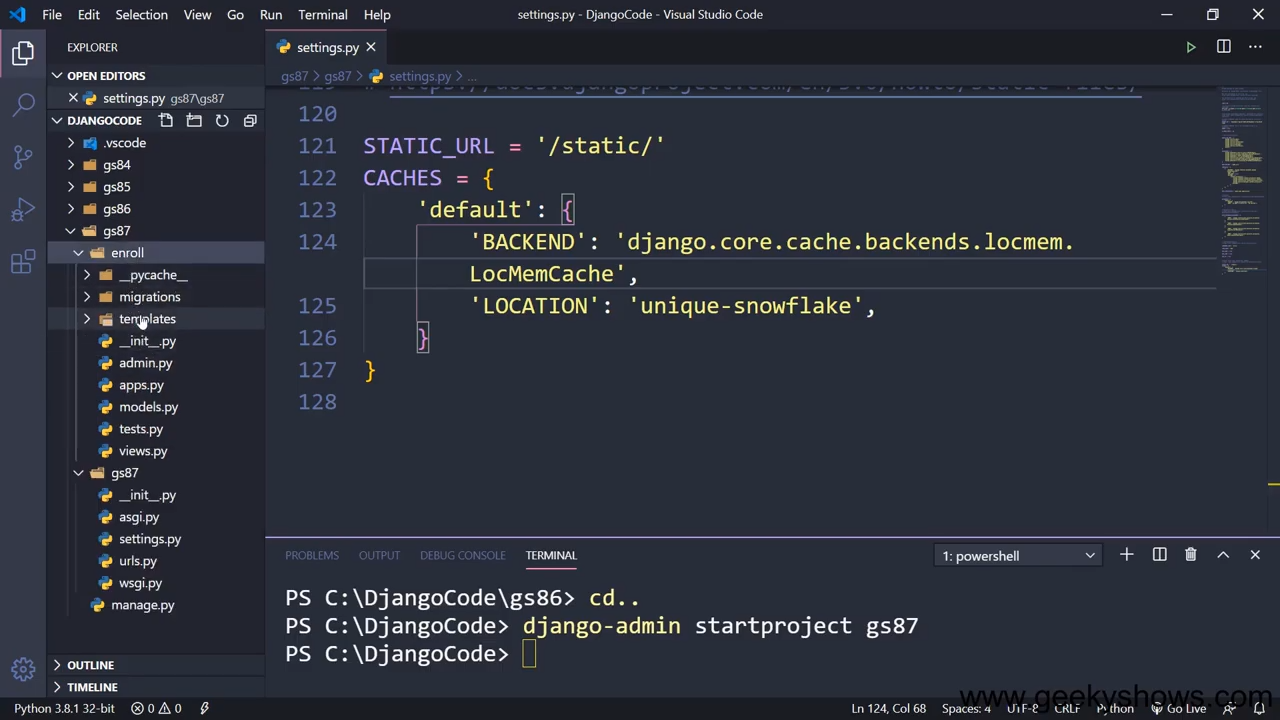 File Edit Selection View Go Run Terminal Help
settings.py - DjangoCode - Visual Studio Code
EXPLORER
settings.py
OPEN EDITORS
gs87 > gs87 > settings.py > ...
settings.py gs87\gs87
DJANGOCODE
.vscode
gs84
gs85
gs86
gs87
enroll
__pycache__
migrations
templates
__init__.py
admin.py
apps.py
models.py
tests.py
views.py
gs87
__init__.py
asgi.py
settings.py
urls.py
wsgi.py
manage.py
OUTLINE
TIMELINE
120
121 STATIC_URL = '/static/'
122 CACHES = {
123 'default': {
124 'BACKEND': 'django.core.cache.backends.locmem.
LocMemCache',
125 'LOCATION': 'unique-snowflake',
126 }
127 }
128
PROBLEMS OUTPUT DEBUG CONSOLE TERMINAL 1: powershell
PS C:\DjangoCode\gs86> cd..
PS C:\DjangoCode> django-admin startproject gs87
PS C:\DjangoCode>
www.geekyshows.com
Python 3.8.1 32-bit 0 0 Ln 124, Col 68 Spaces: 4 UTF-8 CRLF Python Go Live